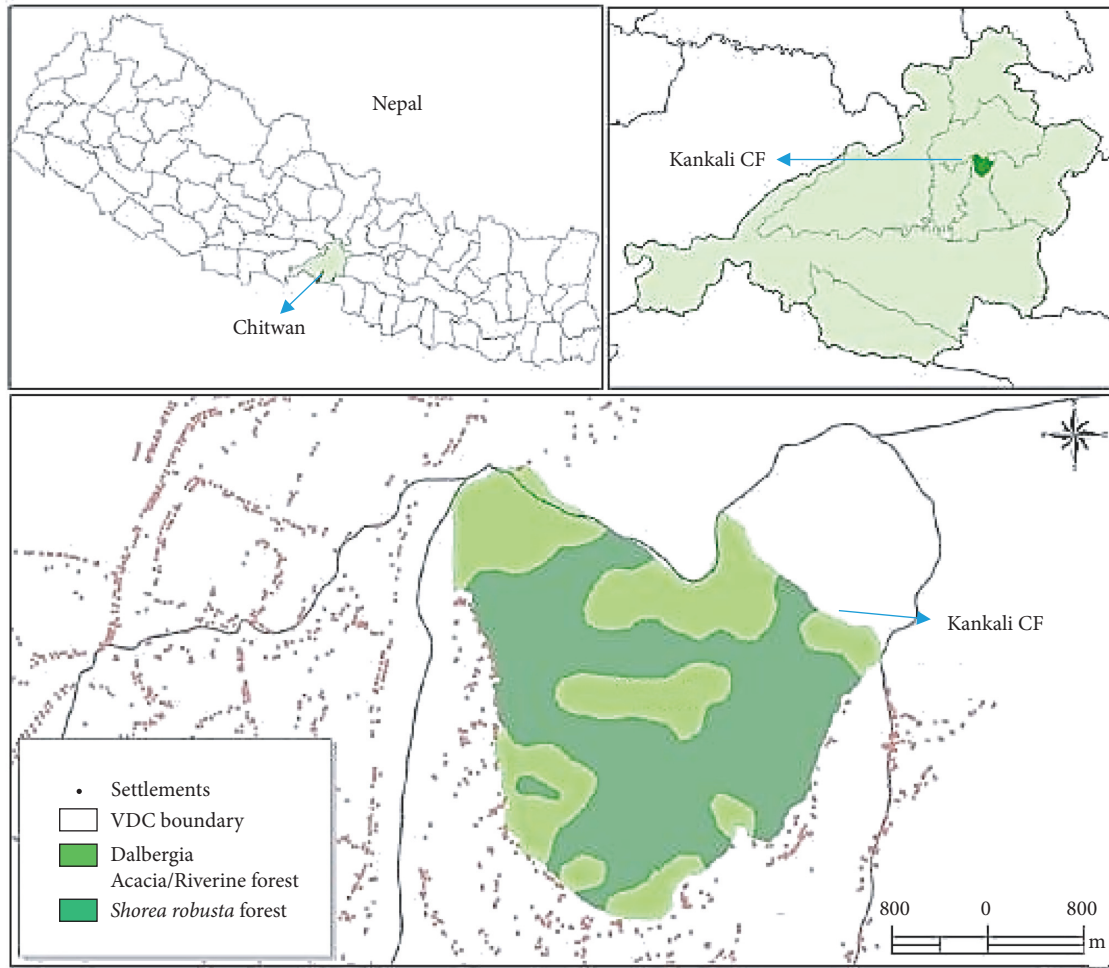 Nepal
Chitwan
Kankali CF
Kankali CF
Settlements
VDC boundary
Dalbergia
Acacia/Riverine forest
Shorea robusta forest
800 0 800
m